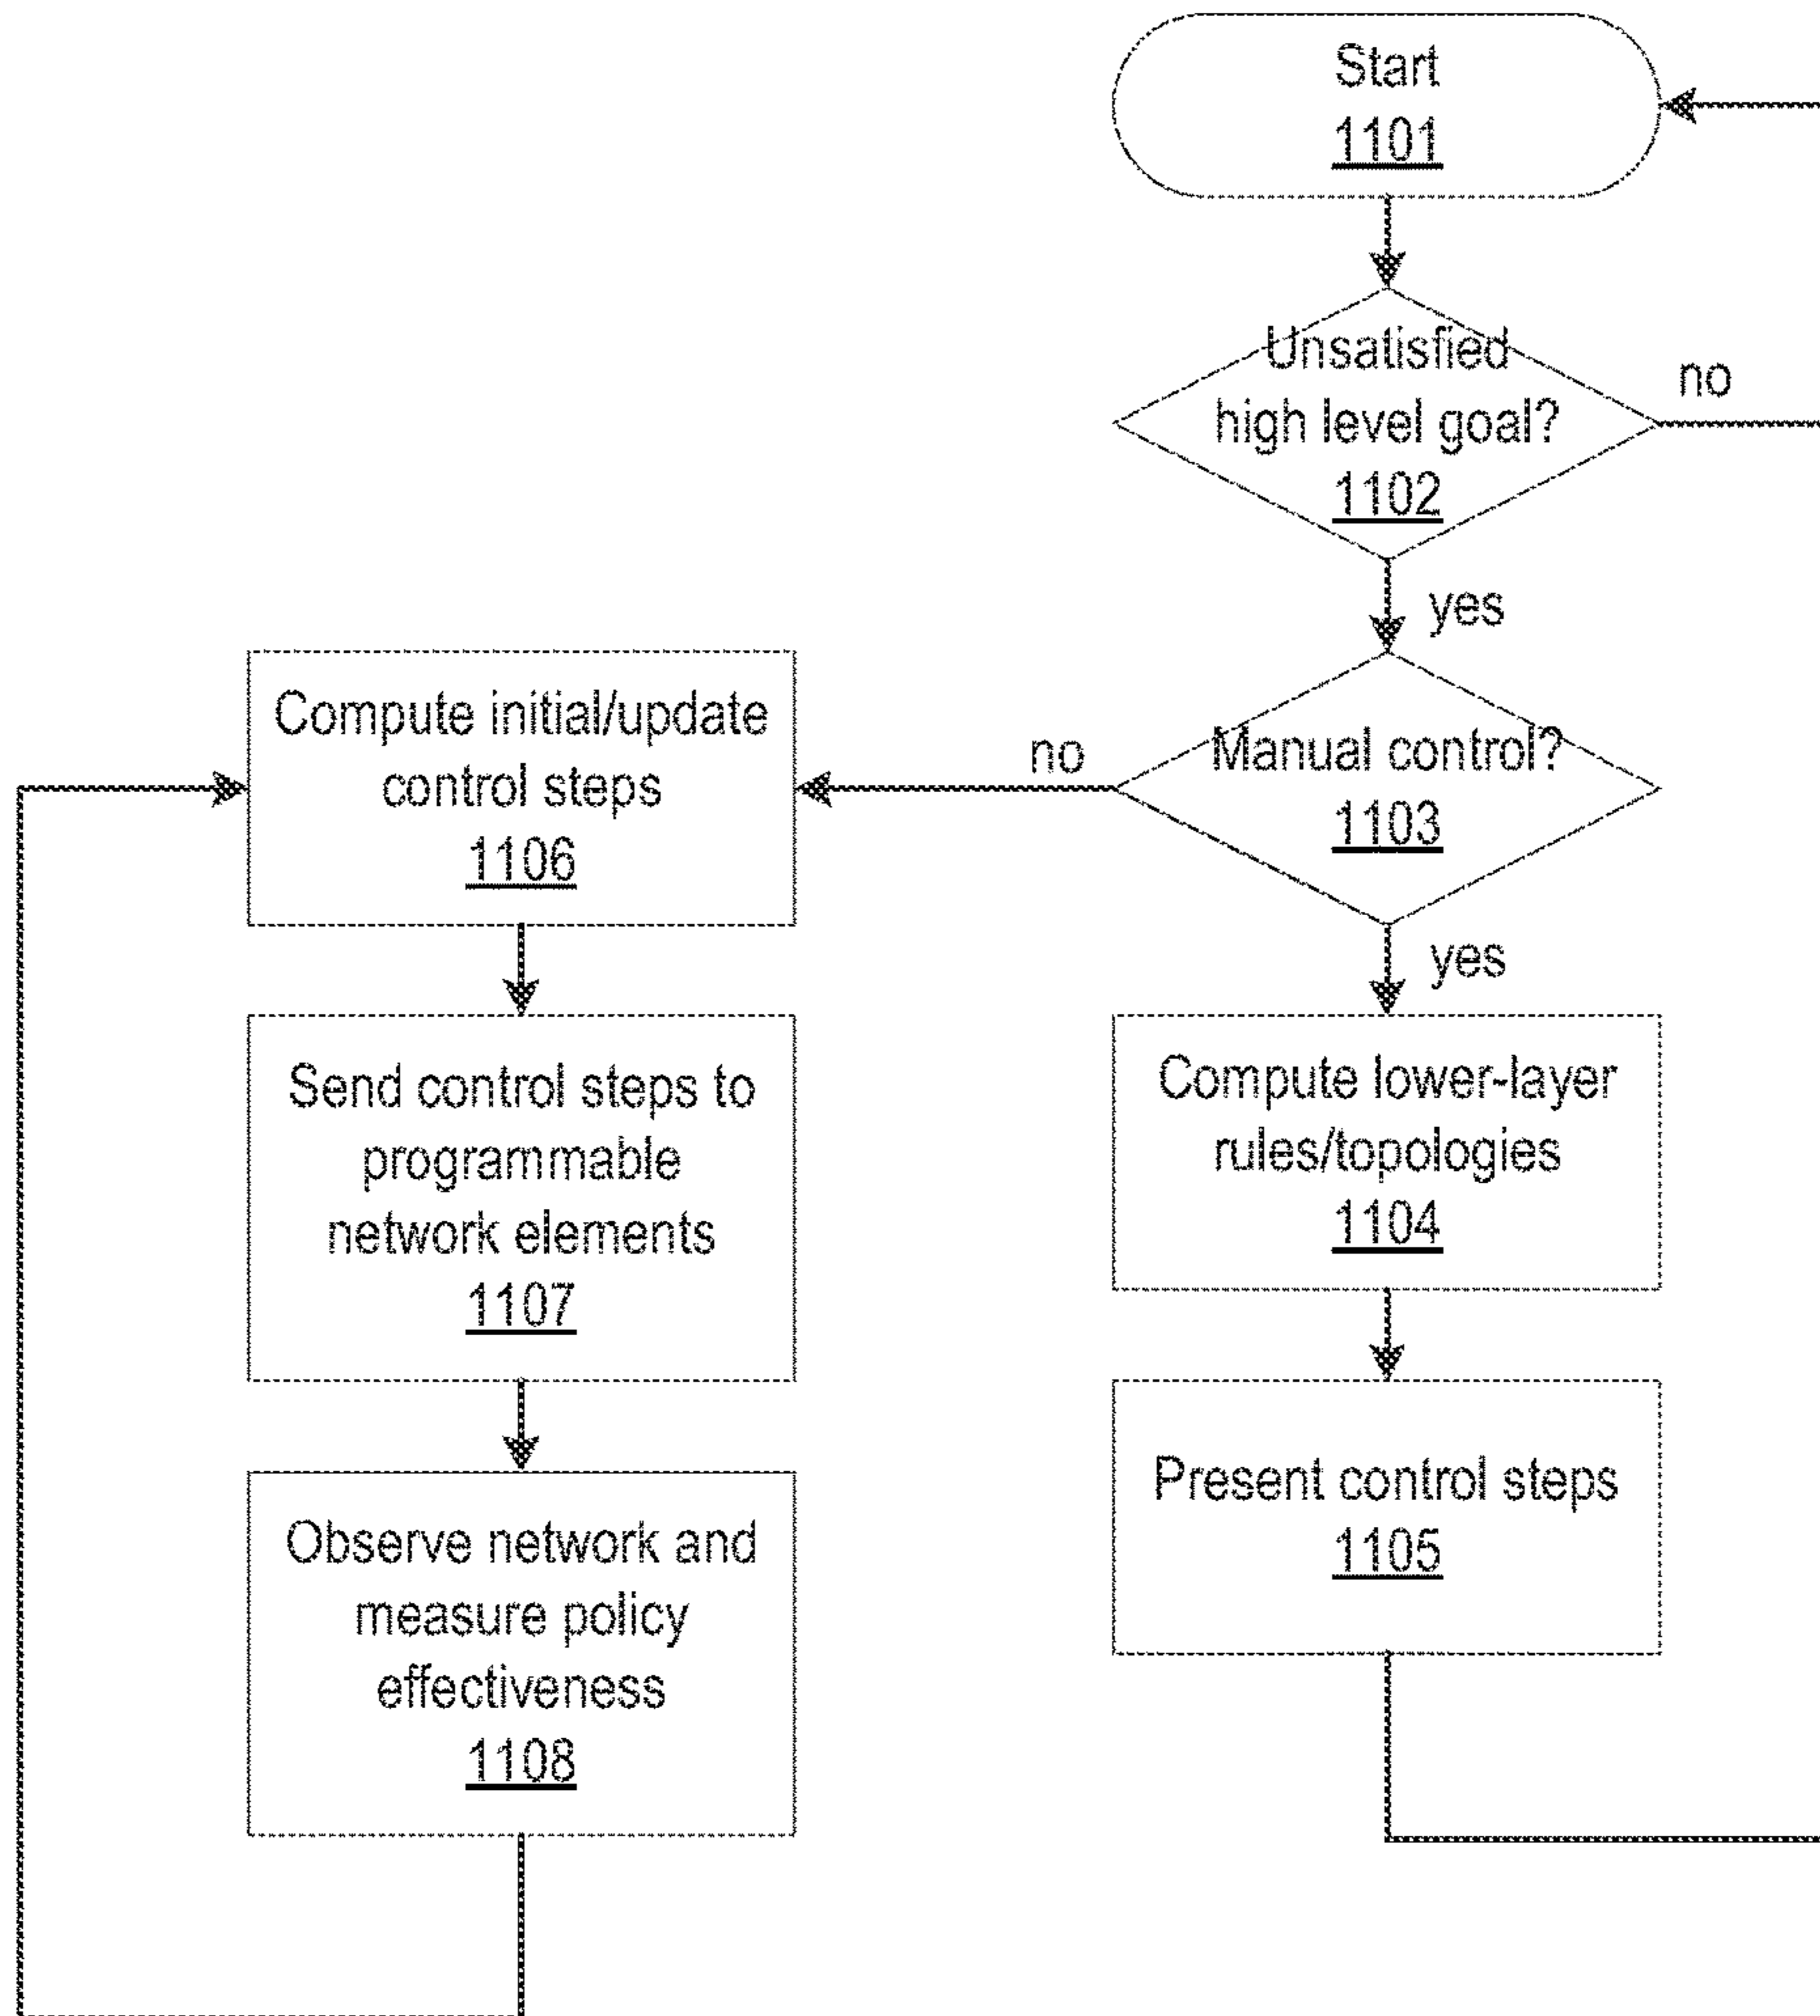 Start
1101
Unsatisfied
high level goal?
1102
no
yes
Manual control?
1103
no
yes
Compute lower-layer
rules/topologies
1104
Present control steps
1105
Compute initial/update
control steps
1106
Send control steps to
programmable
network elements
1107
Observe network and
measure policy
effectiveness
1108